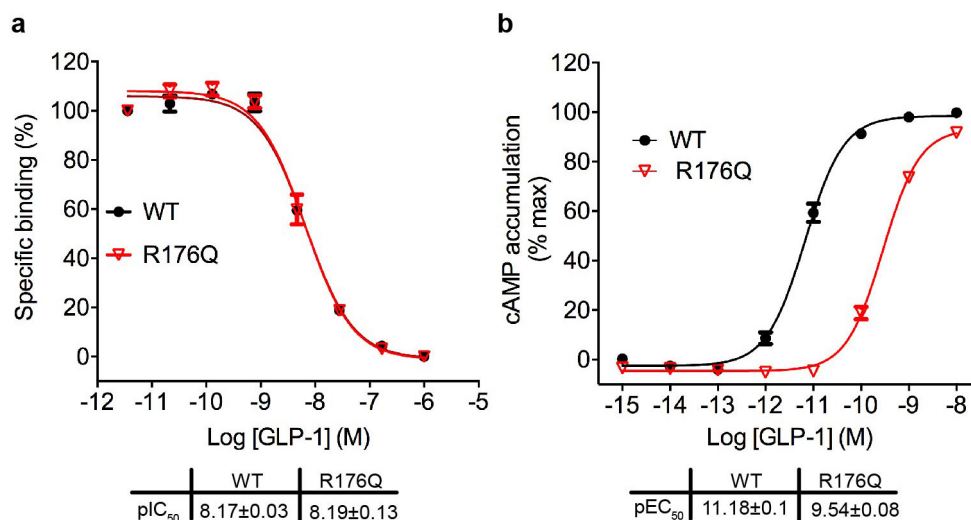 a
120
100
80
60
40
20
0
Specific binding (%)
WT
R176Q
-12 -11 -10 -9 -8 -7 -6 -5
Log [GLP-1] (M)
WT R176Q
pIC50 8.17±0.03 8.19±0.13
b
120
100
80
60
40
20
0
cAMP accumulation
(% max)
WT
R176Q
-15 -14 -13 -12 -11 -10 -9 -8
Log [GLP-1] (M)
WT R176Q
pEC50 11.18±0.1 9.54±0.08